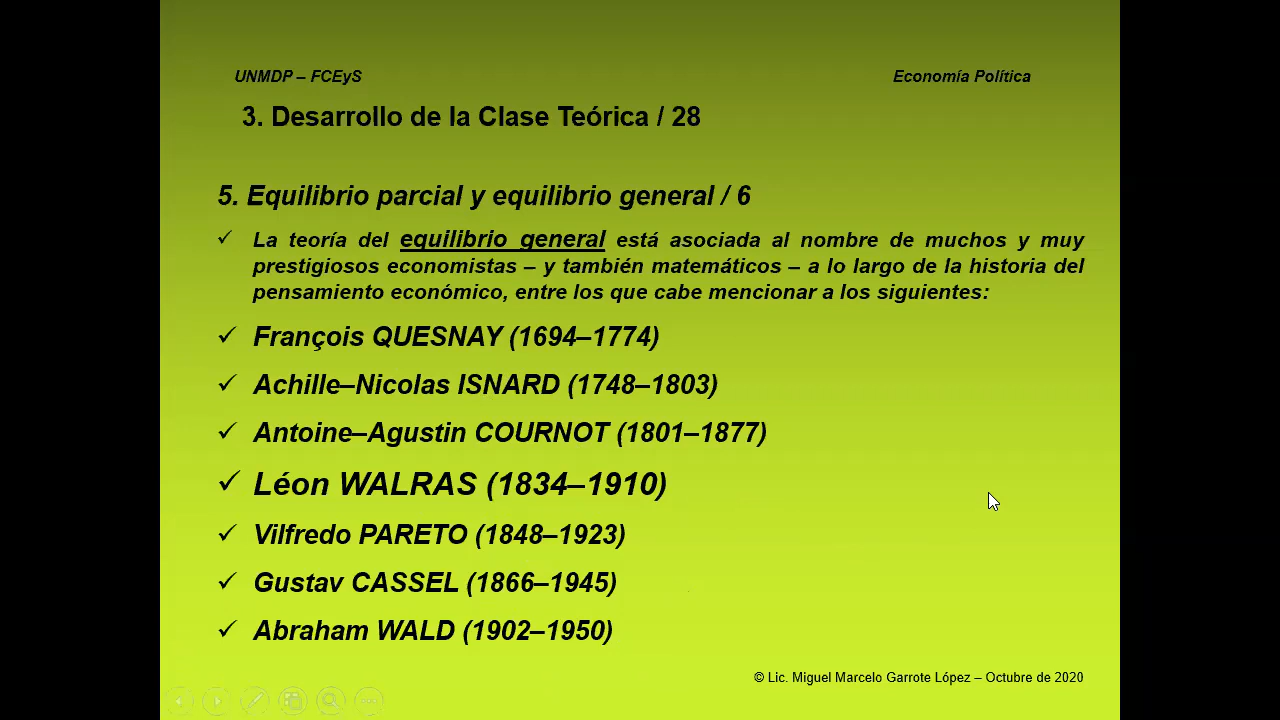 UNMDP – FCEyS
Economía Política
3. Desarrollo de la Clase Teórica / 28
5. Equilibrio parcial y equilibrio general / 6
✓ La teoría del equilibrio general está asociada al nombre de muchos y muy
prestigiosos economistas – y también matemáticos – a lo largo de la historia del
pensamiento económico, entre los que cabe mencionar a los siguientes:
✓ François QUESNAY (1694–1774)
✓ Achille–Nicolas ISNARD (1748–1803)
✓ Antoine–Agustin COURNOT (1801–1877)
✓ Léon WALRAS (1834–1910)
✓ Vilfredo PARETO (1848–1923)
✓ Gustav CASSEL (1866–1945)
✓ Abraham WALD (1902–1950)
© Lic. Miguel Marcelo Garrote López – Octubre de 2020